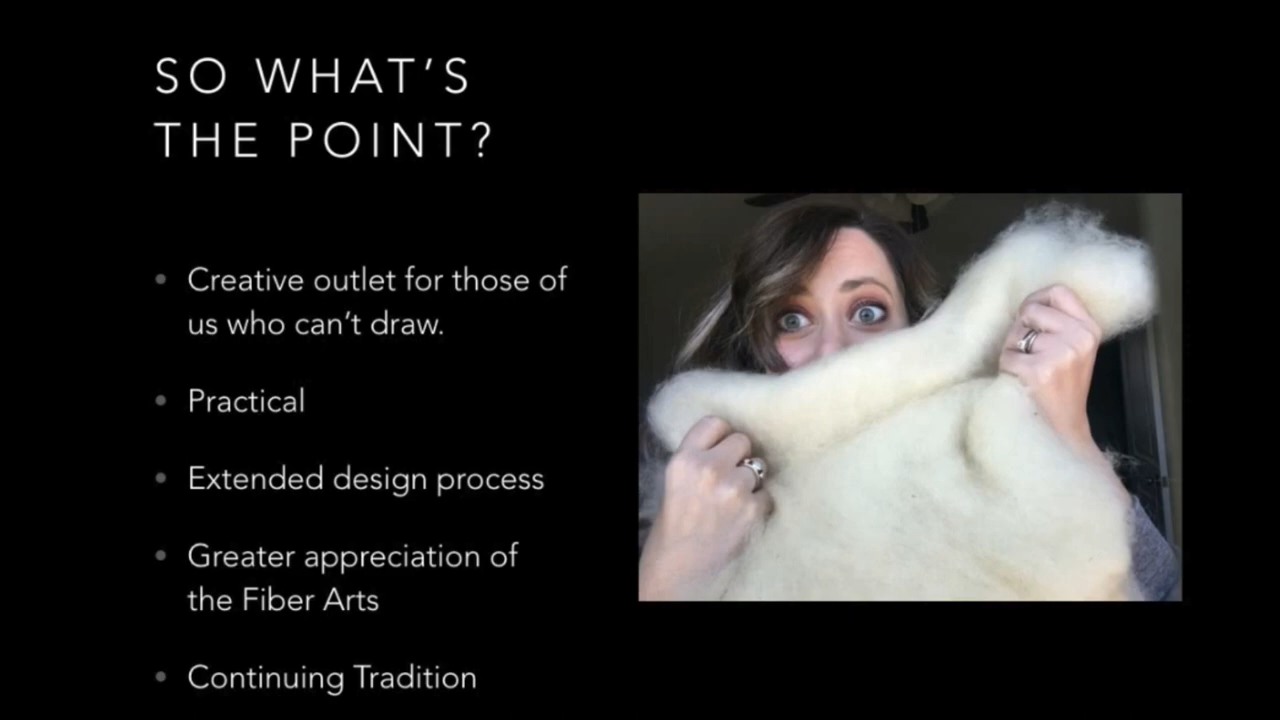 SO WHAT'S
THE POINT?
• Creative outlet for those of
us who can't draw.
• Practical
• Extended design process
• Greater appreciation of
the Fiber Arts
• Continuing Tradition